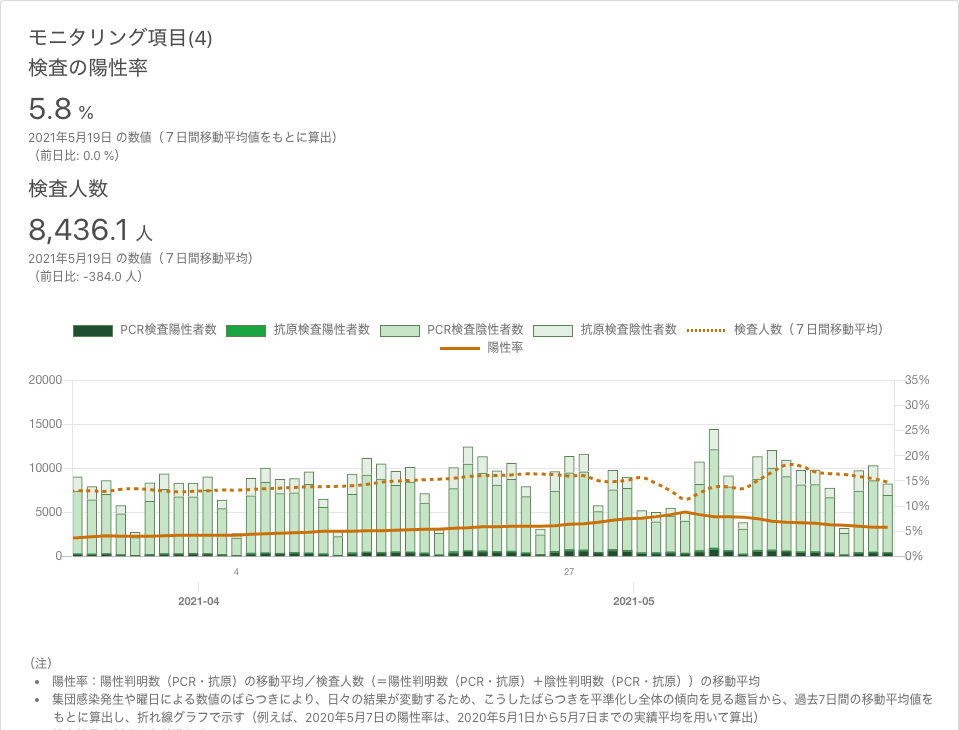 モニタリング項目(4)
検査の陽性率
5.8 %
2021年5月19日 の数値（７日間移動平均値をもとに算出）
（前日比: 0.0 %）
検査人数
8,436.1 人
2021年5月19日 の数値（７日間移動平均）
（前日比: -384.0 人）
PCR検査陽性者数 抗原検査陽性者数 PCR検査陰性者数 抗原検査陰性者数 検査人数（７日間移動平均）
陽性率
20000 35%
30%
15000 25%
20%
10000 15%
5000 10%
5%
0 0%
4 27
2021-04 2021-05
（注）
• 陽性率：陽性判明数（PCR・抗原）の移動平均／検査人数（＝陽性判明数（PCR・抗原）＋陰性判明数（PCR・抗原））の移動平均
• 集団感染発生や曜日による数値のばらつきにより、日々の結果が変動するため、こうしたばらつきを平準化し全体の傾向を見る趣旨から、過去7日間の移動平均値を
もとに算出し、折れ線グラフで示す（例えば、2020年5月7日の陽性率は、2020年5月1日から5月7日までの実績平均を用いて算出）